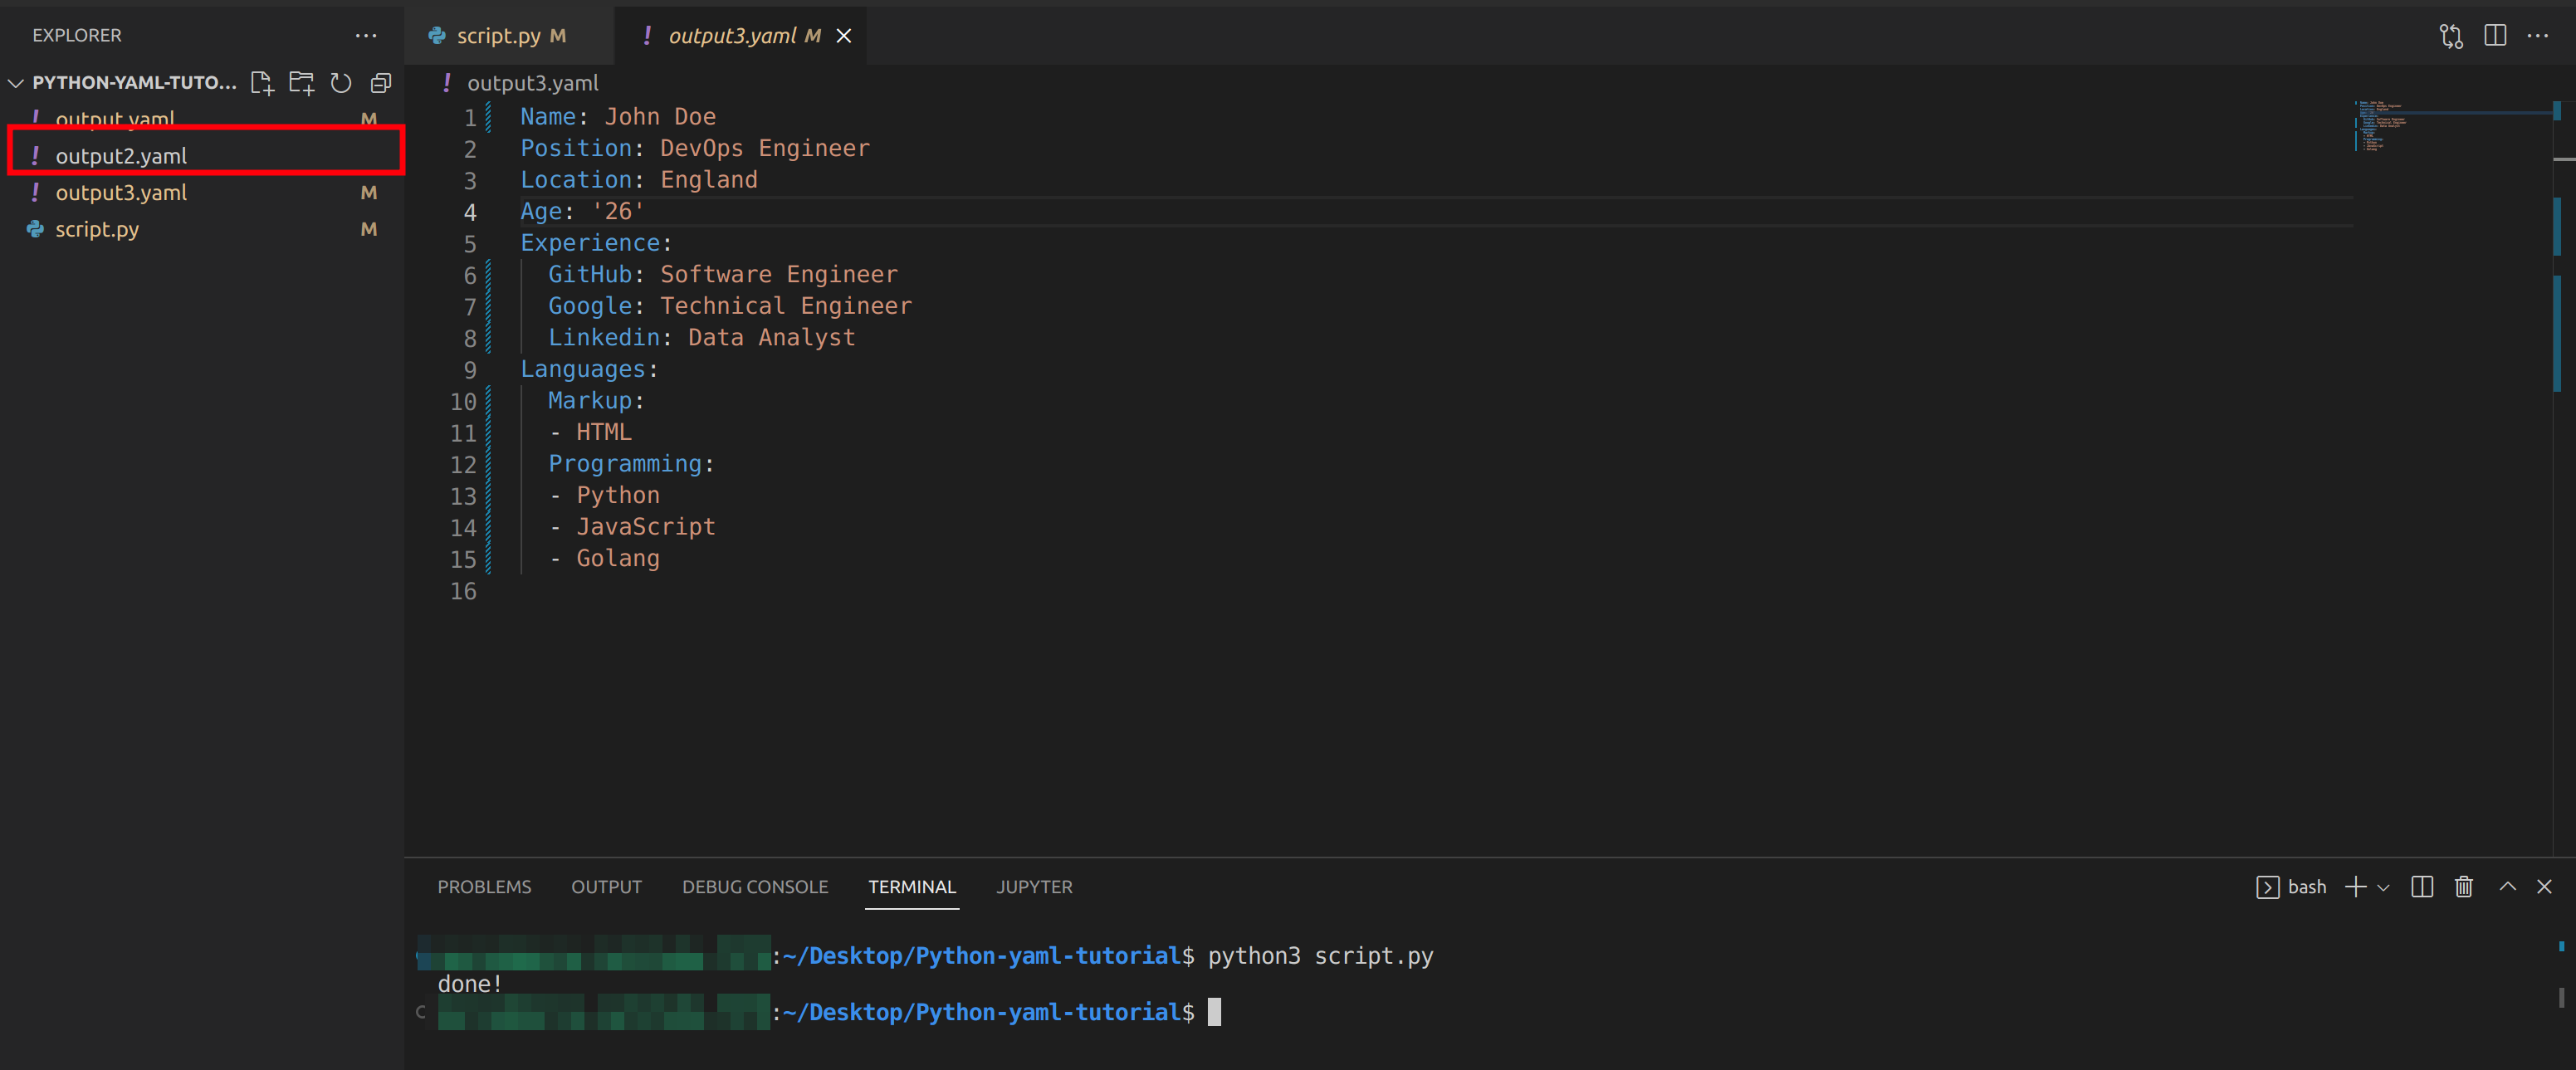 EXPLORER
PYTHON-YAML-TUTO...
output.yaml M
output2.yaml
output3.yaml M
script.py M
script.py M
output3.yaml M
output3.yaml
1 Name: John Doe
2 Position: DevOps Engineer
3 Location: England
4 Age: '26'
5 Experience:
6 GitHub: Software Engineer
7 Google: Technical Engineer
8 Linkedin: Data Analyst
9 Languages:
10 Markup:
11 - HTML
12 Programming:
13 - Python
14 - JavaScript
15 - Golang
16
PROBLEMS OUTPUT DEBUG CONSOLE TERMINAL JUPYTER
bash
:~/Desktop/Python-yaml-tutorial$ python3 script.py
done!
:~/Desktop/Python-yaml-tutorial$